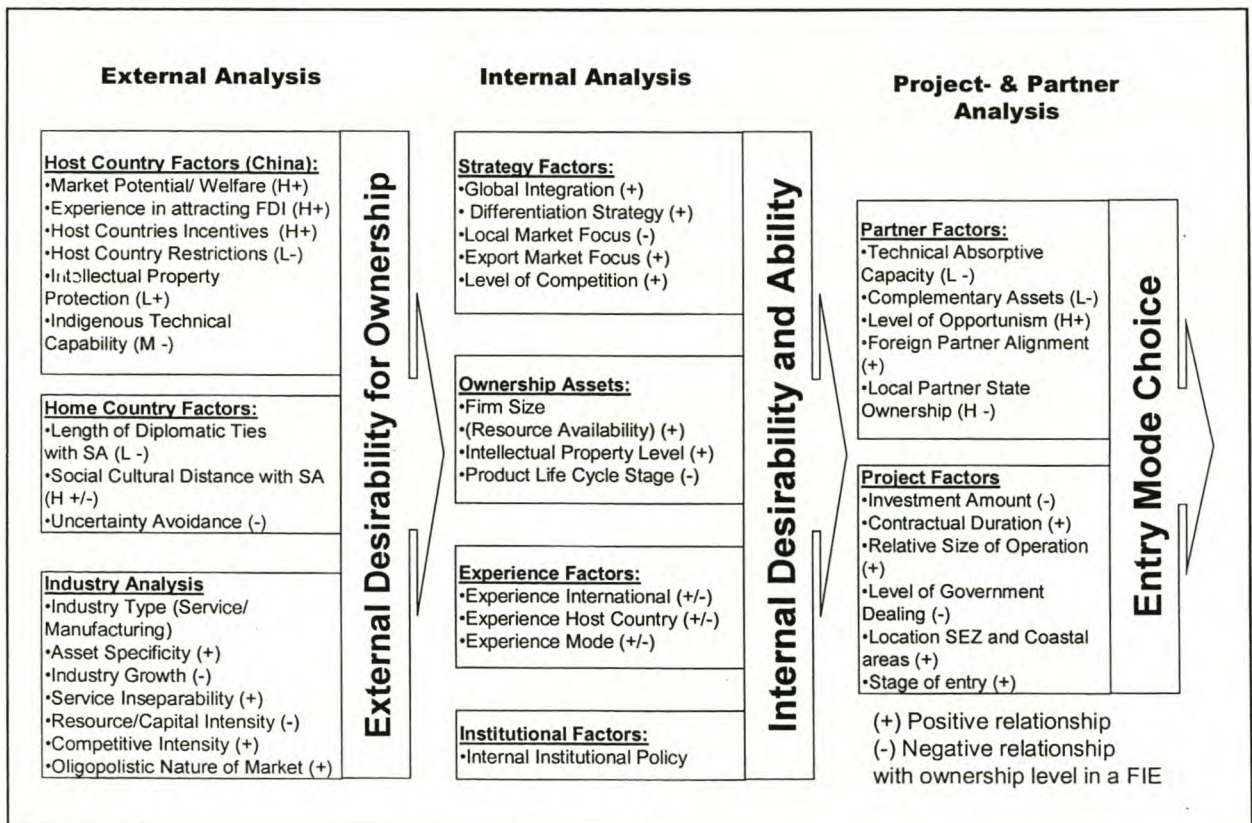 External Analysis
Host Country Factors (China):
•Market Potential/ Welfare (H+)
•Experience in attracting FDI (H+)
•Host Countries Incentives (H+)
•Host Country Restrictions (L-)
•Intellectual Property
Protection (L+)
•Indigenous Technical
Capability (M -)
Home Country Factors:
•Length of Diplomatic Ties
with SA (L -)
•Social Cultural Distance with SA
(H +/-)
•Uncertainty Avoidance (-)
Industry Analysis
•Industry Type (Service/
Manufacturing)
•Asset Specificity (+)
•Industry Growth (-)
•Service Inseparability (+)
•Resource/Capital Intensity (-)
•Competitive Intensity (+)
•Oligopolistic Nature of Market (+)
External Desirability for Ownership
Internal Analysis
Strategy Factors:
•Global Integration (+)
• Differentiation Strategy (+)
•Local Market Focus (-)
•Export Market Focus (+)
•Level of Competition (+)
Ownership Assets:
•Firm Size
•(Resource Availability) (+)
•Intellectual Property Level (+)
•Product Life Cycle Stage (-)
Experience Factors:
•Experience International (+/-)
•Experience Host Country (+/-)
•Experience Mode (+/-)
Institutional Factors:
•Internal Institutional Policy
Internal Desirability and Ability
Project- & Partner
Analysis
Partner Factors:
•Technical Absorptive
Capacity (L -)
•Complementary Assets (L-)
•Level of Opportunism (H+)
•Foreign Partner Alignment
(+)
•Local Partner State
Ownership (H -)
Project Factors
•Investment Amount (-)
•Contractual Duration (+)
•Relative Size of Operation
(+)
•Level of Government
Dealing (-)
•Location SEZ and Coastal
areas (+)
•Stage of entry (+)
Entry Mode Choice
(+) Positive relationship
(-) Negative relationship
with ownership level in a FIE